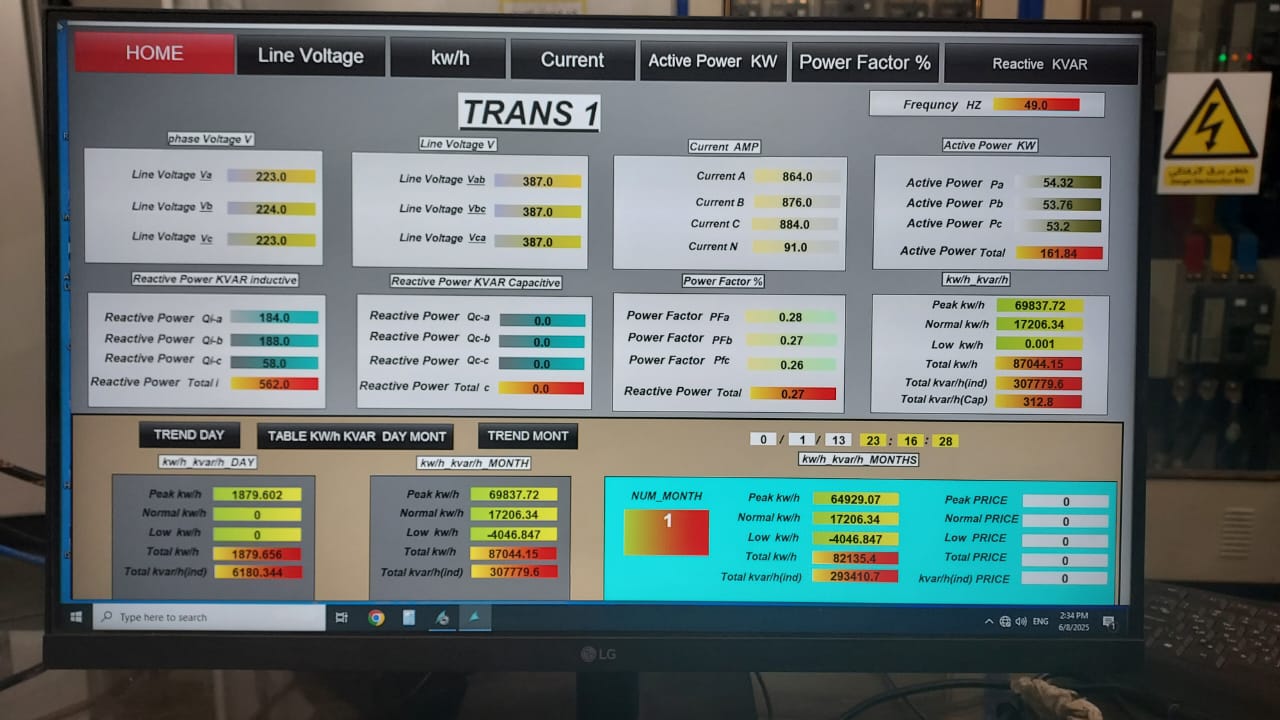 HOME Line Voltage kw/h Current Active Power KW Power Factor % Reactive KVAR
TRANS 1
Frequncy HZ 49.0
phase Voltage V
Line Voltage Va 223.0
Line Voltage Vb 224.0
Line Voltage Vc 223.0
Line Voltage V
Line Voltage Vab 387.0
Line Voltage Vbc 387.0
Line Voltage Vca 387.0
Current AMP
Current A 864.0
Current B 876.0
Current C 884.0
Current N 91.0
Active Power KW
Active Power Pa 54.32
Active Power Pb 53.76
Active Power Pc 53.2
Active Power Total 161.84
Reactive Power KVAR inductive
Reactive Power Qi-a 184.0
Reactive Power Qi-b 188.0
Reactive Power Qi-c 58.0
Reactive Power Total i 562.0
Reactive Power KVAR Capacitive
Reactive Power Qc-a 0.0
Reactive Power Qc-b 0.0
Reactive Power Qc-c 0.0
Reactive Power Total c 0.0
Power Factor %
Power Factor PFa 0.28
Power Factor PFb 0.27
Power Factor Pfc 0.26
Reactive Power Total 0.27
kw/h_kvar/h
Peak kw/h 69837.72
Normal kw/h 17206.34
Low kw/h 0.001
Total kw/h 87044.15
Total kvar/h(ind) 307779.6
Total kvar/h(Cap) 312.8
TREND DAY TABLE KW/h KVAR DAY MONT TREND MONT
0 / 1 / 13 23 : 16 : 28
kw/h_kvar/h_DAY
Peak kw/h 1879.602
Normal kw/h 0
Low kw/h 0
Total kw/h 1879.656
Total kvar/h(ind) 6180.344
kw/h_kvar/h_MONTH
Peak kw/h 69837.72
Normal kw/h 17206.34
Low kw/h -4046.847
Total kw/h 87044.15
Total kvar/h(ind) 307779.6
kw/h_kvar/h_MONTHS
NUM_MONTH
1
Peak kw/h 64929.07
Normal kw/h 17206.34
Low kw/h -4046.847
Total kw/h 82135.4
Total kvar/h(ind) 293410.7
Peak PRICE 0
Normal PRICE 0
Low PRICE 0
Total PRICE 0
kvar/h(ind) PRICE 0
Type here to search
ENG
2:34 PM
6/8/2025
LG